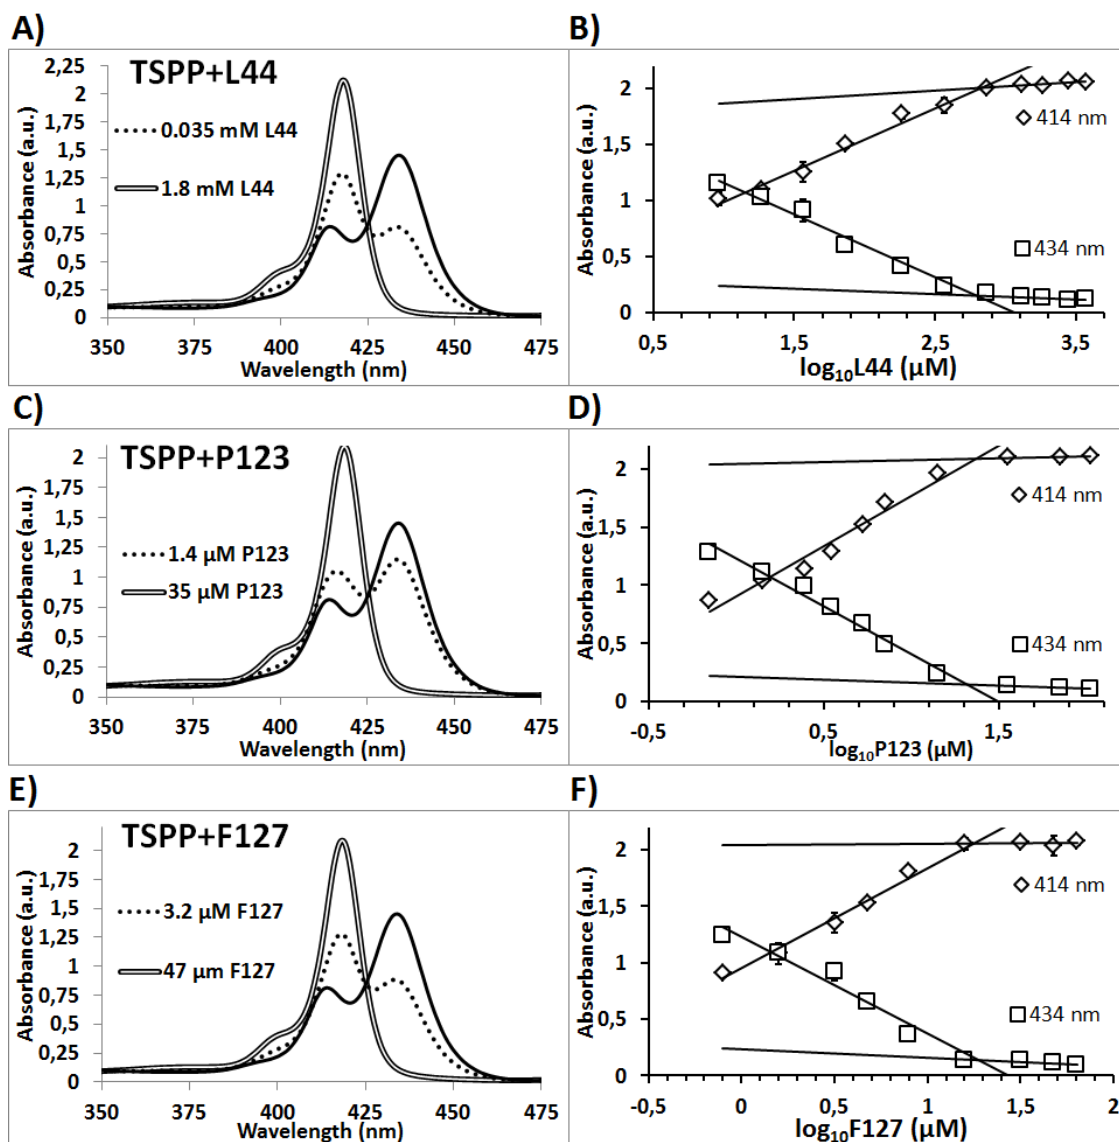 A)
TSPP+L44
0.035 mM L44
1.8 mM L44
Absorbance (a.u.)
2,25
2
1,75
1,5
1,25
1
0,75
0,5
0,25
0
350
375
400
425
450
475
Wavelength (nm)
B)
Absorbance (a.u.)
2
1,5
1
0,5
0
414 nm
434 nm
0,5
1,5
2,5
3,5
log₁₀L44 (µM)
C)
TSPP+P123
1.4 µM P123
35 µM P123
Absorbance (a.u.)
2
1,75
1,5
1,25
1
0,75
0,5
0,25
0
350
375
400
425
450
475
Wavelength (nm)
D)
Absorbance (a.u.)
2
1,5
1
0,5
0
414 nm
434 nm
-0,5
0,5
1,5
log₁₀P123 (µM)
E)
TSPP+F127
3.2 µM F127
47 µm F127
Absorbance (a.u.)
2
1,75
1,5
1,25
1
0,75
0,5
0,25
0
350
375
400
425
450
475
Wavelength (nm)
F)
Absorbance (a.u.)
2
1,5
1
0,5
0
414 nm
434 nm
-0,5
0
0,5
1
1,5
2
log₁₀F127 (µM)